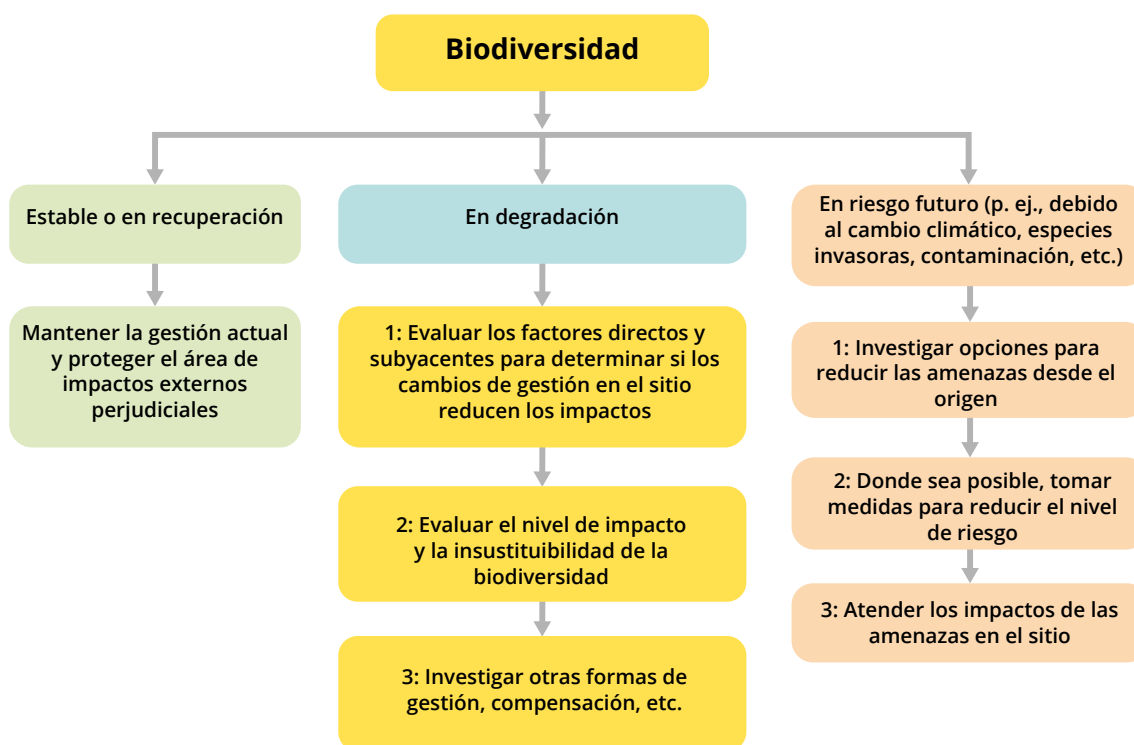 Biodiversidad
Estable o en recuperación
Mantener la gestión actual
y proteger el área de
impactos externos
perjudiciales
En degradación
1: Evaluar los factores directos y
subyacentes para determinar si los
cambios de gestión en el sitio
reducen los impactos
2: Evaluar el nivel de impacto
y la insustituibilidad de la
biodiversidad
3: Investigar otras formas de
gestión, compensación, etc.
En riesgo futuro (p. ej., debido
al cambio climático, especies
invasoras, contaminación, etc.)
1: Investigar opciones para
reducir las amenazas desde el
origen
2: Donde sea posible, tomar
medidas para reducir el nivel
de riesgo
3: Atender los impactos de las
amenazas en el sitio